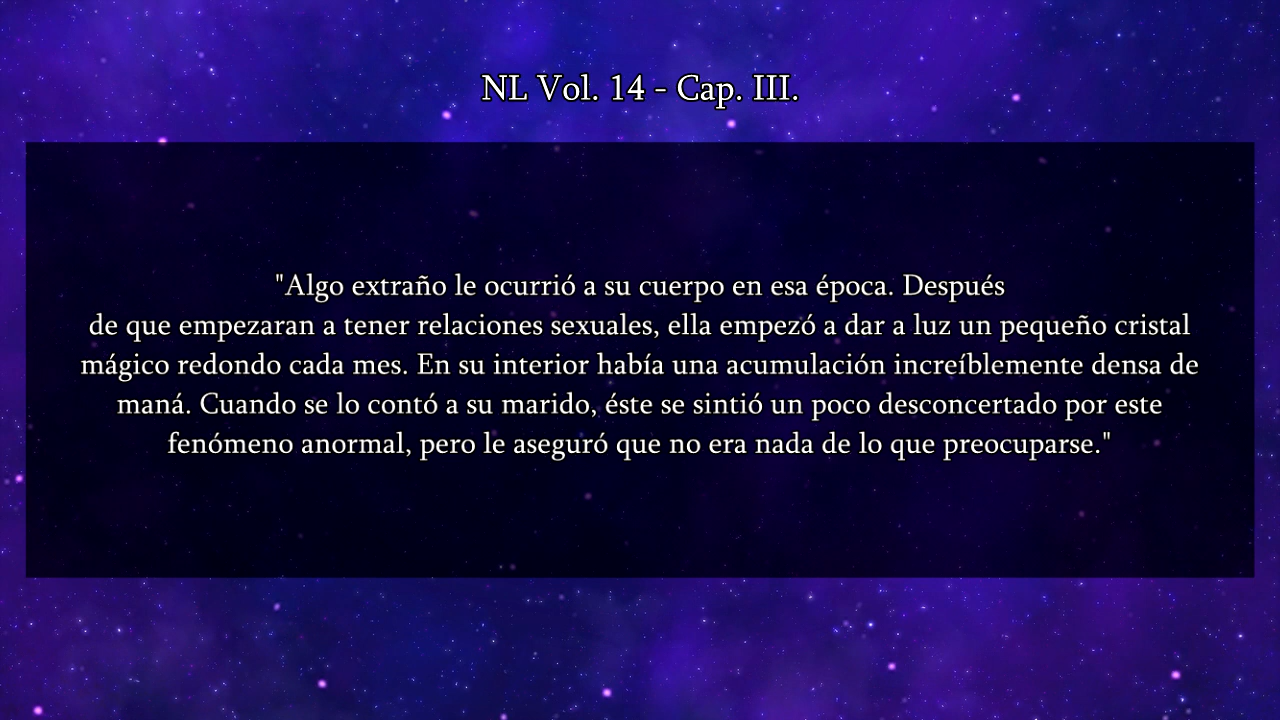 NL Vol. 14 - Cap. III.
"Algo extraño le ocurrió a su cuerpo en esa época. Después
de que empezaran a tener relaciones sexuales, ella empezó a dar a luz un pequeño cristal
mágico redondo cada mes. En su interior había una acumulación increíblemente densa de
maná. Cuando se lo contó a su marido, éste se sintió un poco desconcertado por este
fenómeno anormal, pero le aseguró que no era nada de lo que preocuparse."